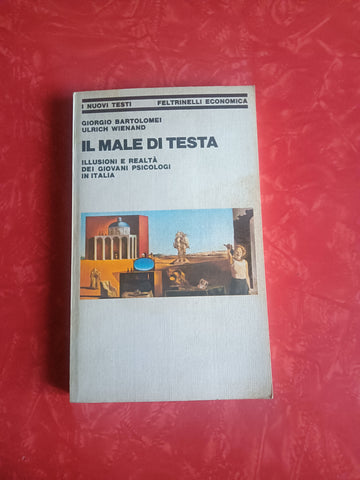 I NUOVI TESTI FELTRINELLI ECONOMICA
GIORGIO BARTOLOMEI
ULRICH WIENAND
IL MALE DI TESTA
ILLUSIONI E REALTÀ
DEI GIOVANI PSICOLOGI
IN ITALIA